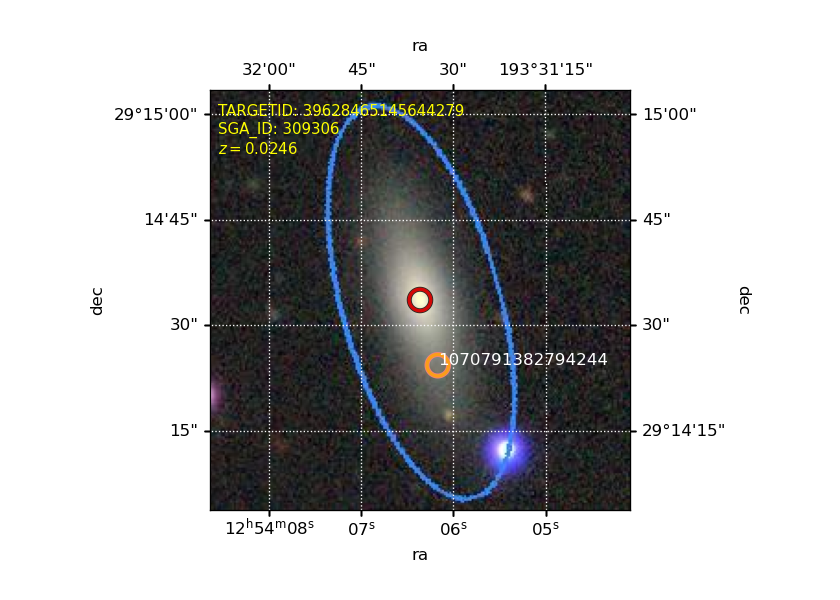 ra
32'00" 45" 30" 193°31'15"
29°15'00" 15'00"
TARGETID: 39628465145644279
SGA_ID: 309306
z = 0.0246
14'45" 45"
dec dec
30" 30"
1070791382794244
15" 29°14'15"
12h54m08s 07s 06s 05s
ra